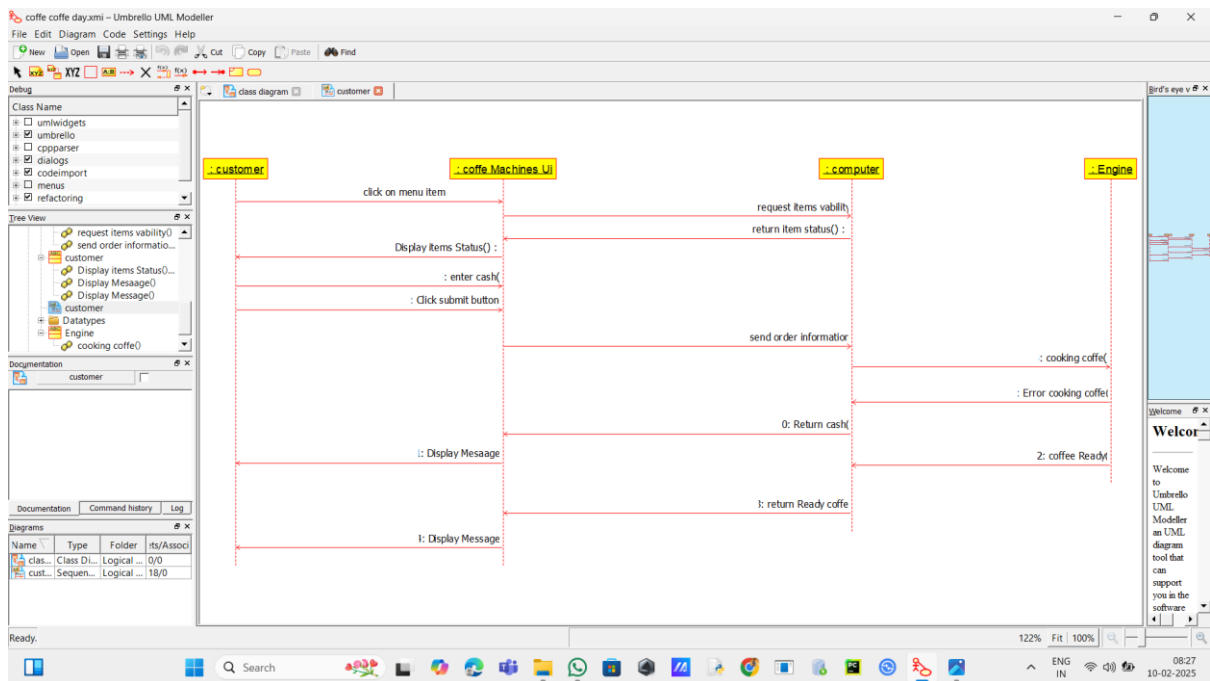 coffe coffe day.xmi – Umbrello UML Modeller
File Edit Diagram Code Settings Help
New Open Cut Copy Paste Find
XYZ XYZ A:B f(x) f(x)
Debug
class diagram customer
Bird's eye v
Class Name
umlwidgets
umbrello
cppparser
dialogs
codeimport
menus
refactoring
Tree View
request items vability()
send order informatio...
customer
Display items Status()...
Display Mesaage()
Display Message()
customer
Datatypes
Engine
cooking coffe()
Documentation
customer
Documentation Command history Log
Diagrams
Name Type Folder
clas... Class Di... Logical ... 0/0
cust... Sequen... Logical ... 18/0
: customer : coffe Machines Ui : computer : Engine
click on menu item
request items vability
return item status() :
Display items Status() :
: enter cash(
: Click submit button
send order information
: cooking coffe(
: Error cooking coffe(
0: Return cash(
: Display Mesaage
2: coffee Ready(
: return Ready coffe
: Display Message
Welcome
Welcom
Welcome
to
Umbrello
UML
Modeller
an UML
diagram
tool that
can
support
you in the
software
Ready.
122% Fit 100%
Search
ENG
IN
08:27
10-02-2025